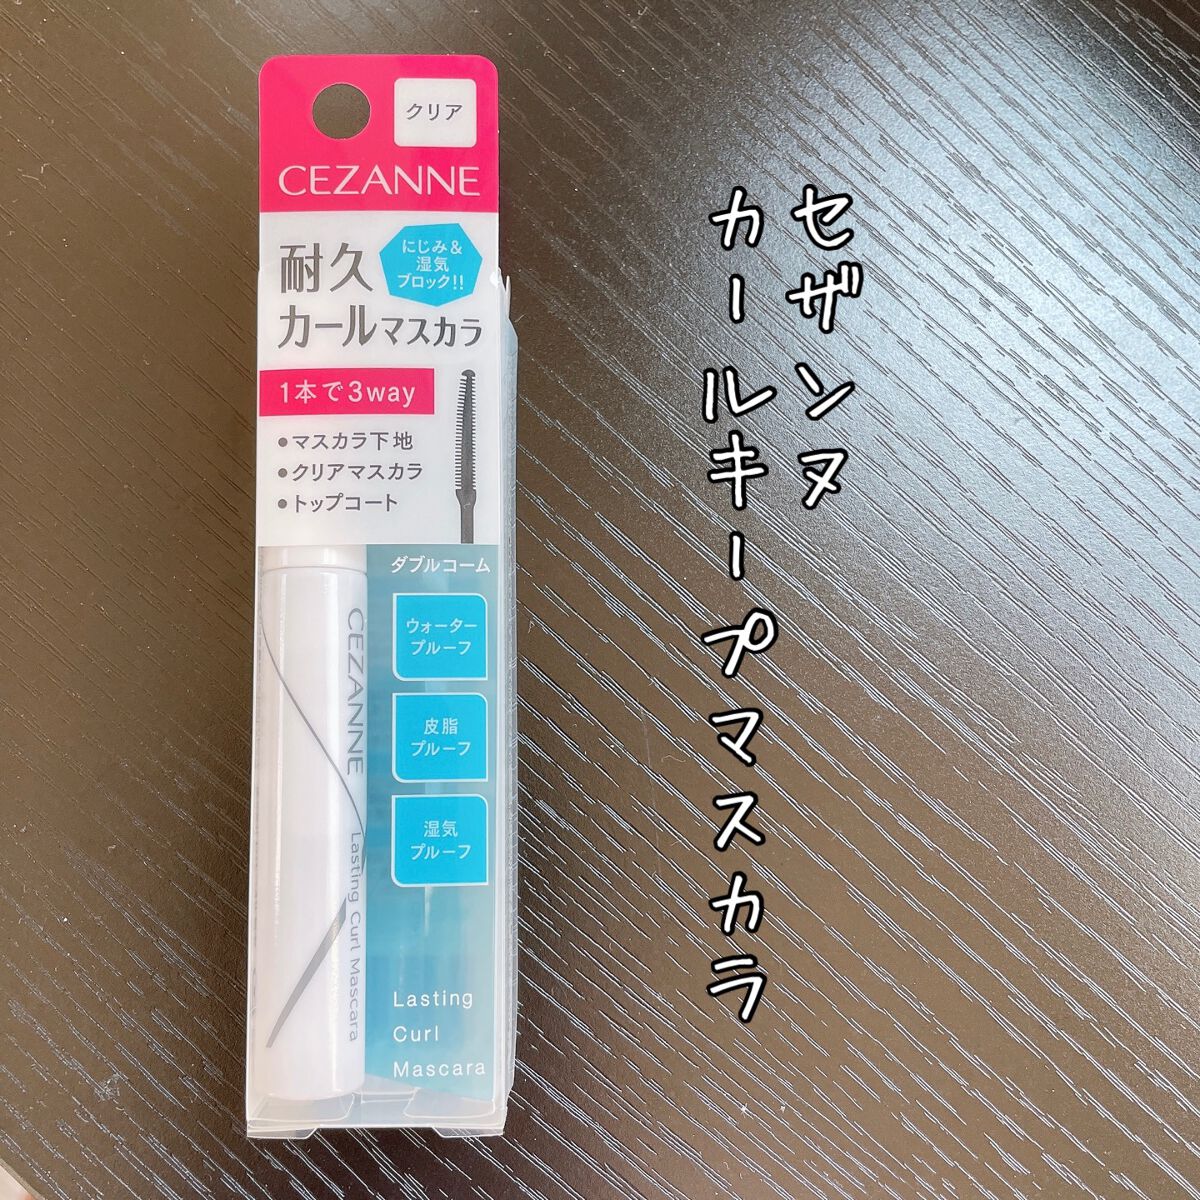 クリア
CEZANNE
にじみ&
湿気
ブロック!!
耐久
カールマスカラ
1本で3way
•マスカラ下地
•クリアマスカラ
•トップコート
ダブルコーム
ウォーター
プルーフ
皮脂
プルーフ
湿気
プルーフ
CEZANNE
Lasting Curl Mascara
Lasting
Curl
Mascara
セザンヌ
カールキープマスカラ